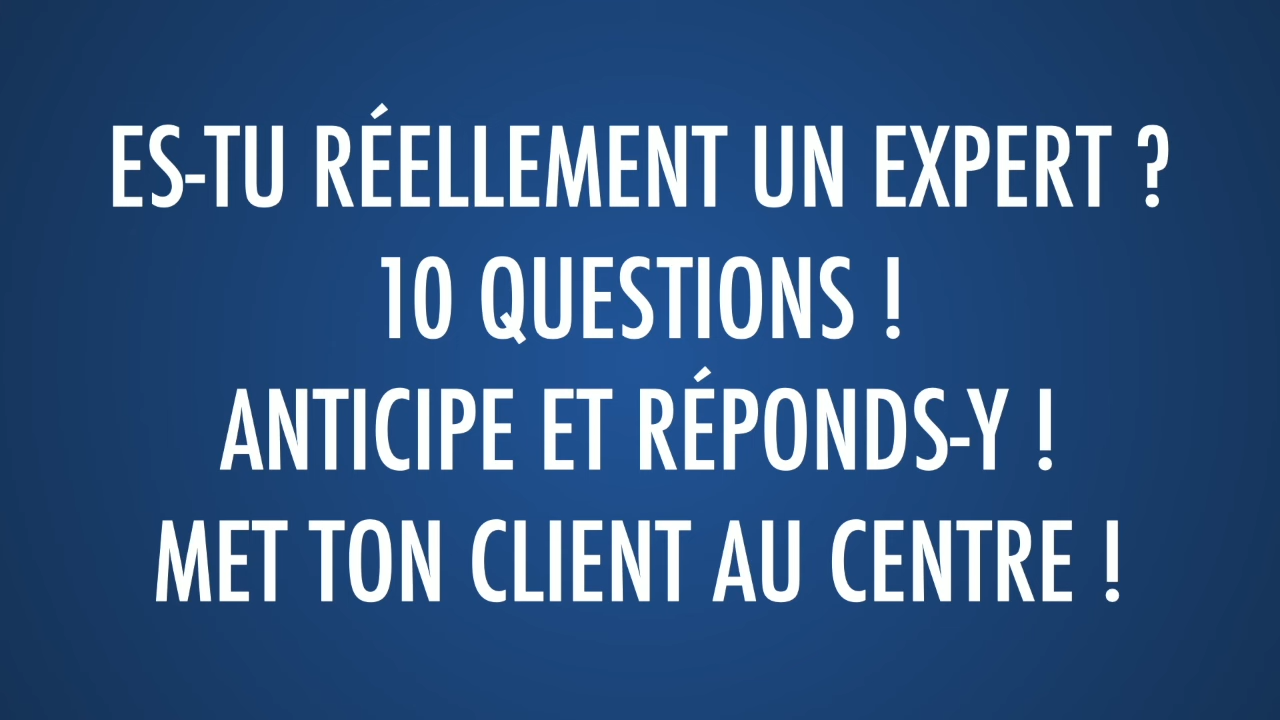 ES-TU RÉELLEMENT UN EXPERT ?
10 QUESTIONS !
ANTICIPE ET RÉPONDS-Y !
MET TON CLIENT AU CENTRE !